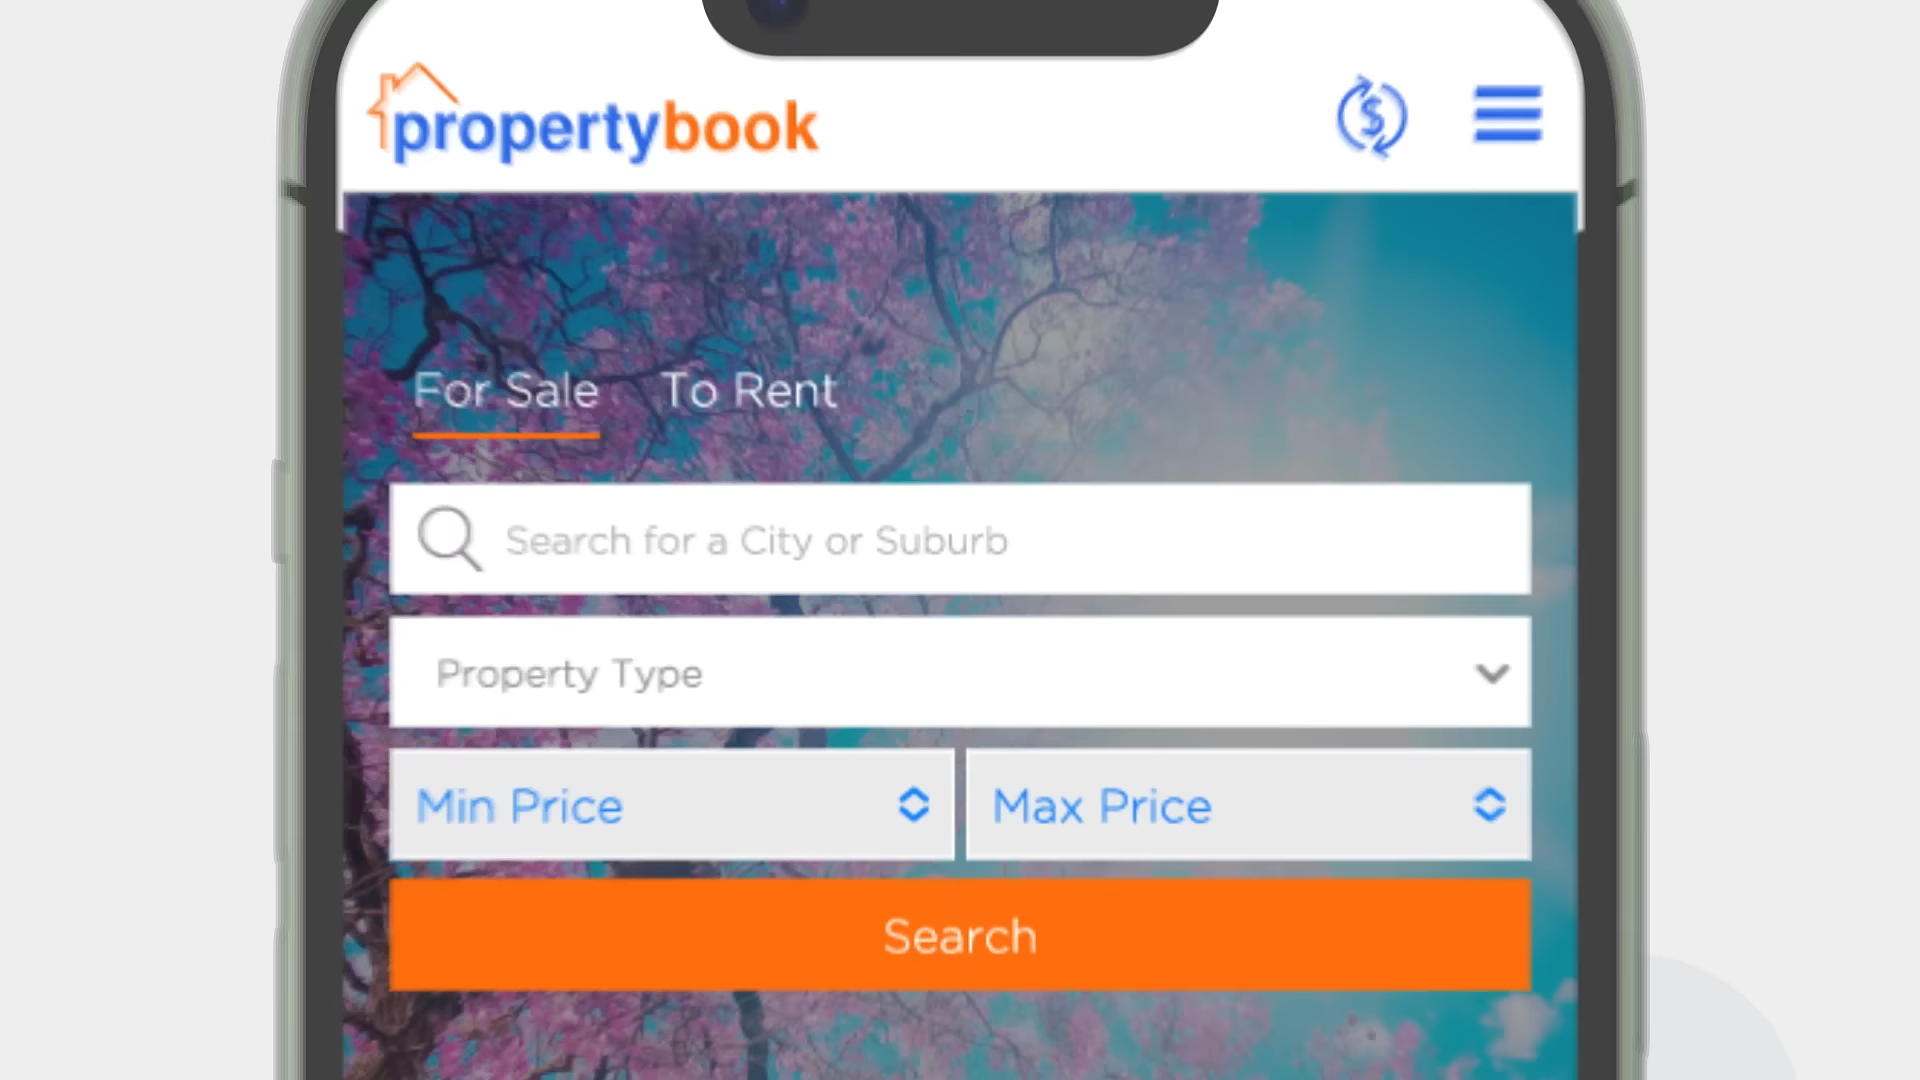 propertybook
$
For Sale To Rent
Search for a City or Suburb
Property Type
Min Price Max Price
Search